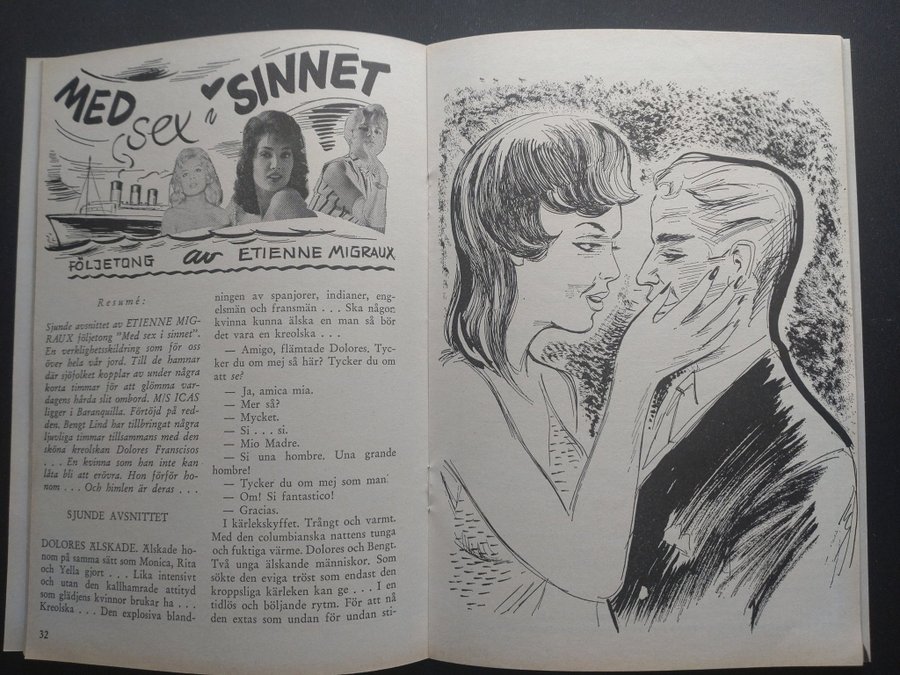 MED sex i SINNET
FÖLJETONG av ETIENNE MIGRAUX
Resumé:
Sjunde avsnittet av ETIENNE MIG-
RAUX följetong "Med sex i sinnet".
En verklighetsskildring som för oss
över hela vår jord. Till de hamnar
där sjöfolket kopplar av under några
korta timmar för att glömma var-
dagens hårda slit ombord. M/S ICAS
ligger i Baranquilla. Förtöjd på red-
den. Bengt Lind har tillbringat några
ljuvliga timmar tillsammans med den
sköna kreolskan Dolores Franscisos
. . . En kvinna som han inte kan
låta bli att erövra. Hon förför ho-
nom . . . Och himlen är deras . . .
SJUNDE AVSNITTET
DOLORES ÄLSKADE. Älskade ho-
nom på samma sätt som Monica, Rita
och Yella gjort . . . Lika intensivt
och utan den kallhamrade attityd
som glädjens kvinnor brukar ha . . .
Kreolska . . . Den explosiva bland-
32
ningen av spanjorer, indianer, eng-
elsmän och fransmän . . . Ska någon
kvinna kunna älska en man så bör
det vara en kreolska . . .
— Amigo, flämtade Dolores. Tyc-
ker du om mej så här? Tycker du om
att se?
— Ja, amica mia.
— Mer så?
— Mycket.
— Si . . . si.
— Mio Madre.
— Si una hombre. Una grande
hombre!
— Tycker du om mej som man?
— Om! Si fantastico!
— Gracias.
I kärlekskyffet. Trångt och varmt.
Med den columbianska nattens tunga
och fuktiga värme. Dolores och Bengt.
Två unga älskande människor. Som
sökte den eviga tröst som endast den
kroppsliga kärleken kan ge . . . I en
tidlös och böljande rytm. För att nå
den extas som undan för undan sti-